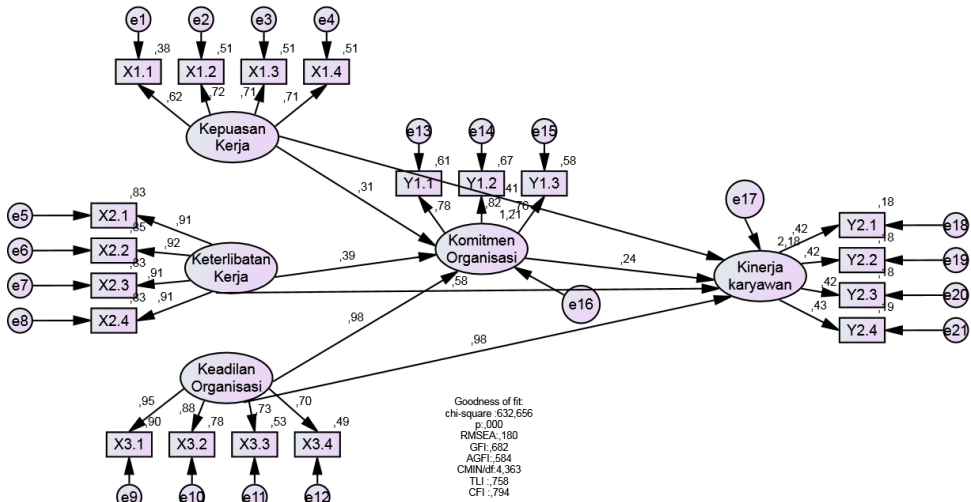 e1
e2
e3
e4
,38
,51
,51
,51
X1.1
X1.2
X1.3
X1.4
,62
,72
,71
,71
Kepuasan
Kerja
e13
e14
e15
,61
,67
,58
Y1.1
Y1.2
Y1.3
,41
,78
,82
,76
1,21
,31
e17
,83
e5
X2.1
,91
,85
e6
X2.2
,92
,83
e7
X2.3
,91
,83
e8
X2.4
,91
Keterlibatan
Kerja
,39
Komitmen
Organisasi
,24
,58
e16
Kinerja
karyawan
2,18
,18
,42
Y2.1
e18
,18
,42
Y2.2
e19
,18
,42
Y2.3
e20
,19
,43
Y2.4
e21
,98
,98
Keadilan
Organisasi
,95
,88
,73
,70
,90
,78
,53
,49
X3.1
X3.2
X3.3
X3.4
e9
e10
e11
e12
Goodness of fit:
chi-square :632,656
p:,000
RMSEA:,180
GFI:,682
AGFI:,584
CMIN/df:4,363
TLI :,758
CFI :,794